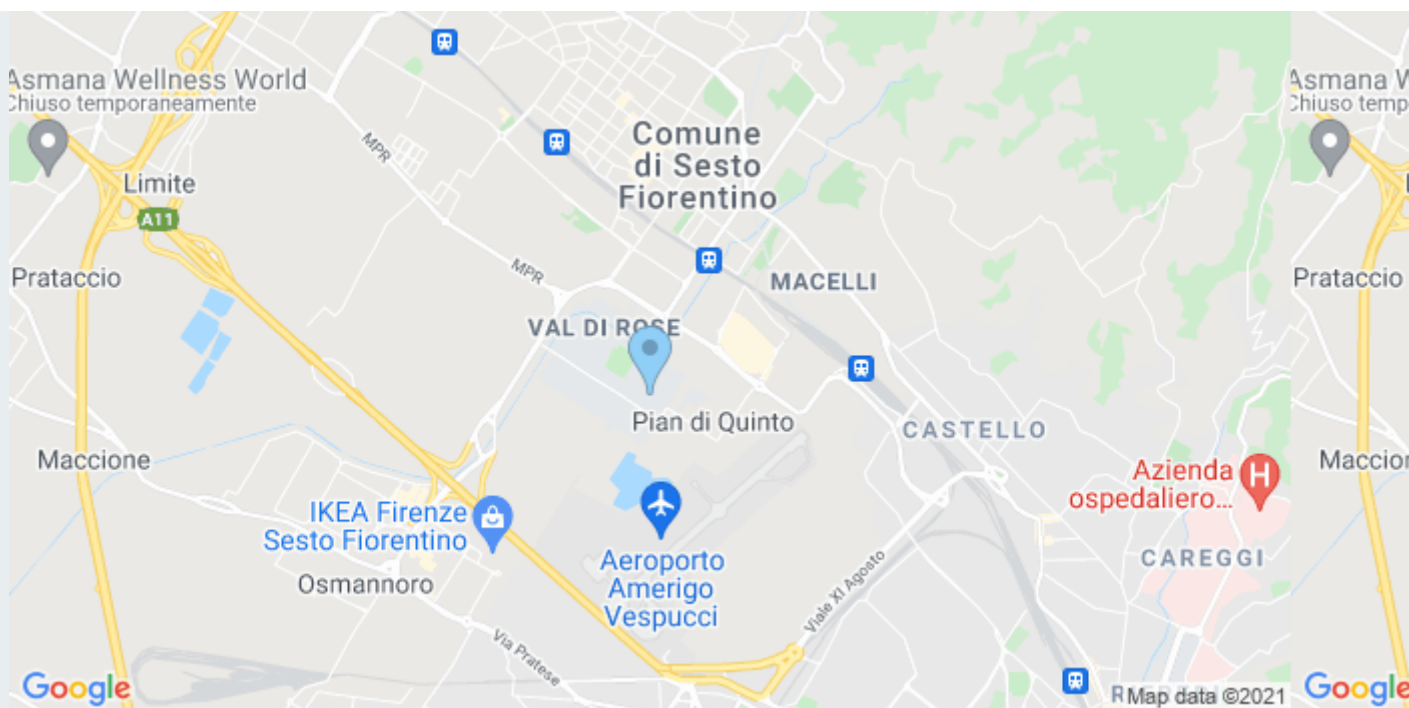 Asmana Wellness World
Chiuso temporaneamente
Asmana W
Chiuso temp
Comune
di Sesto
Fiorentino
MPR
Limite
A11
MPR
Prataccio
MACELLI
Prataccio
VAL DI ROSE
Pian di Quinto
CASTELLO
Maccione
Azienda
ospedaliero...
Maccior
IKEA Firenze
Sesto Fiorentino
CAREGGI
Aeroporto
Amerigo
Vespucci
Osmannoro
Viale XI Agosto
Via Pratese
Google
Map data ©2021
Google